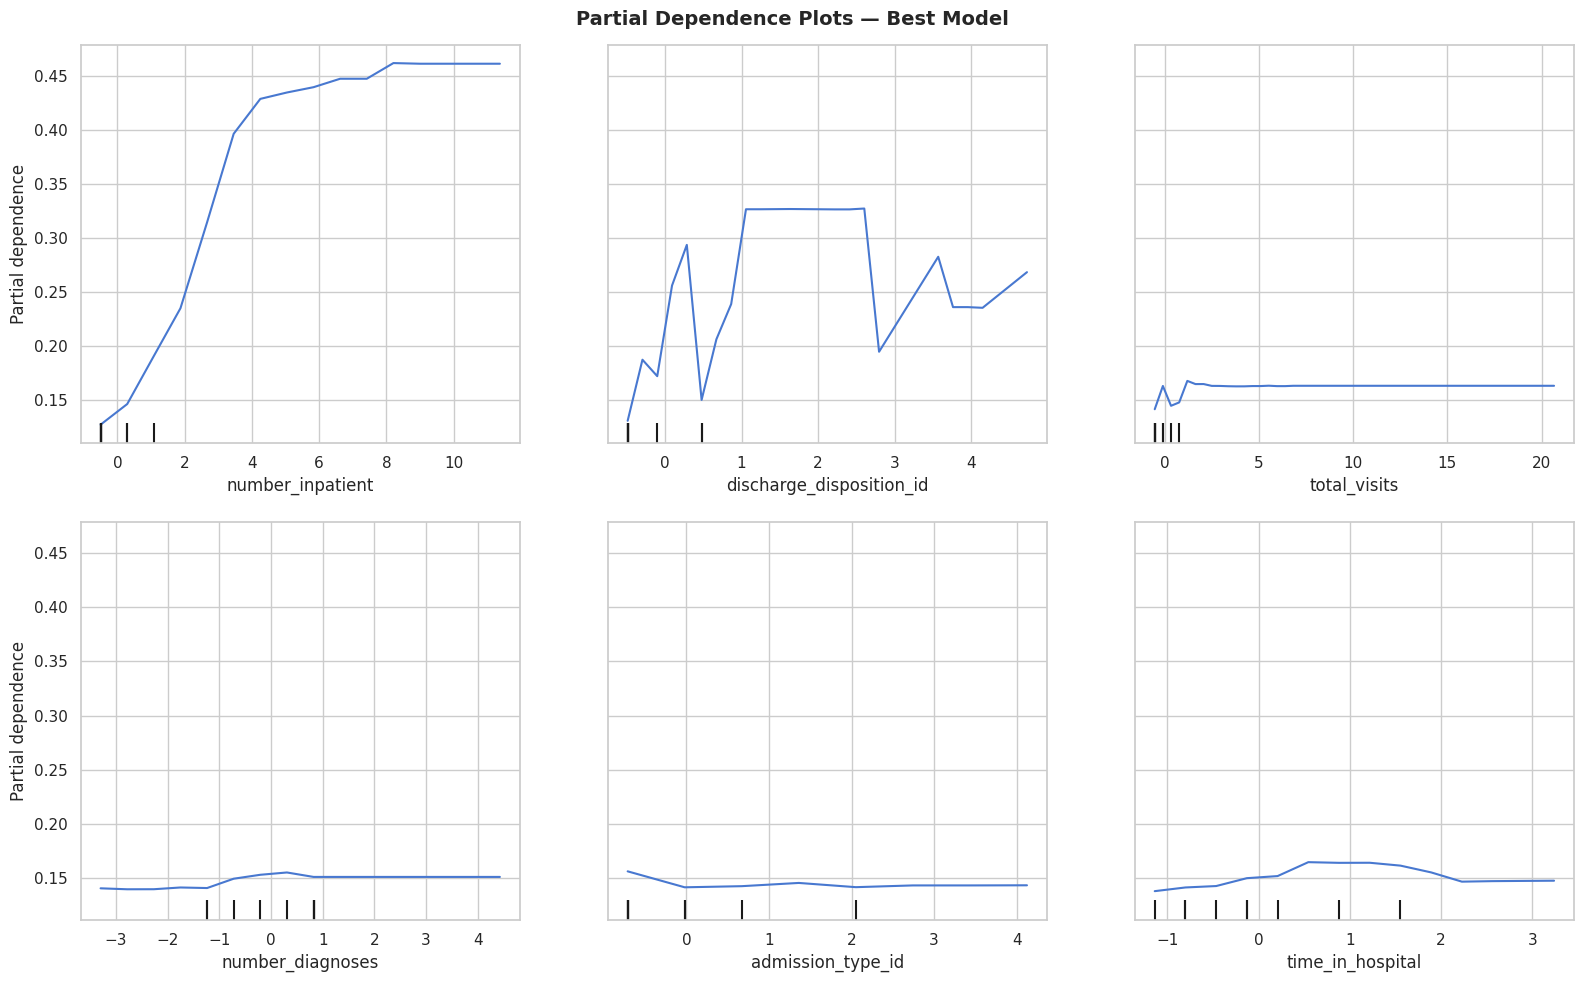 Partial Dependence Plots — Best Model
Partial dependence
0.45
0.40
0.35
0.30
0.25
0.20
0.15
0 2 4 6 8 10
number_inpatient
0 1 2 3 4
discharge_disposition_id
0 5 10 15 20
total_visits
Partial dependence
0.45
0.40
0.35
0.30
0.25
0.20
0.15
−3 −2 −1 0 1 2 3 4
number_diagnoses
0 1 2 3 4
admission_type_id
−1 0 1 2 3
time_in_hospital